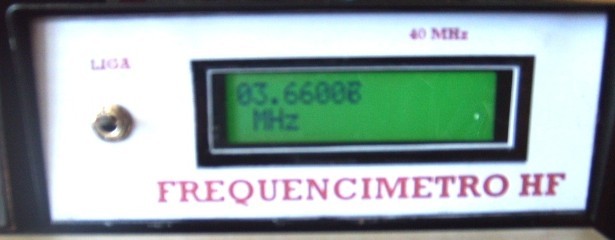 40 MHz
LIGA
03.66008
MHz
FREQUENCIMETRO HF